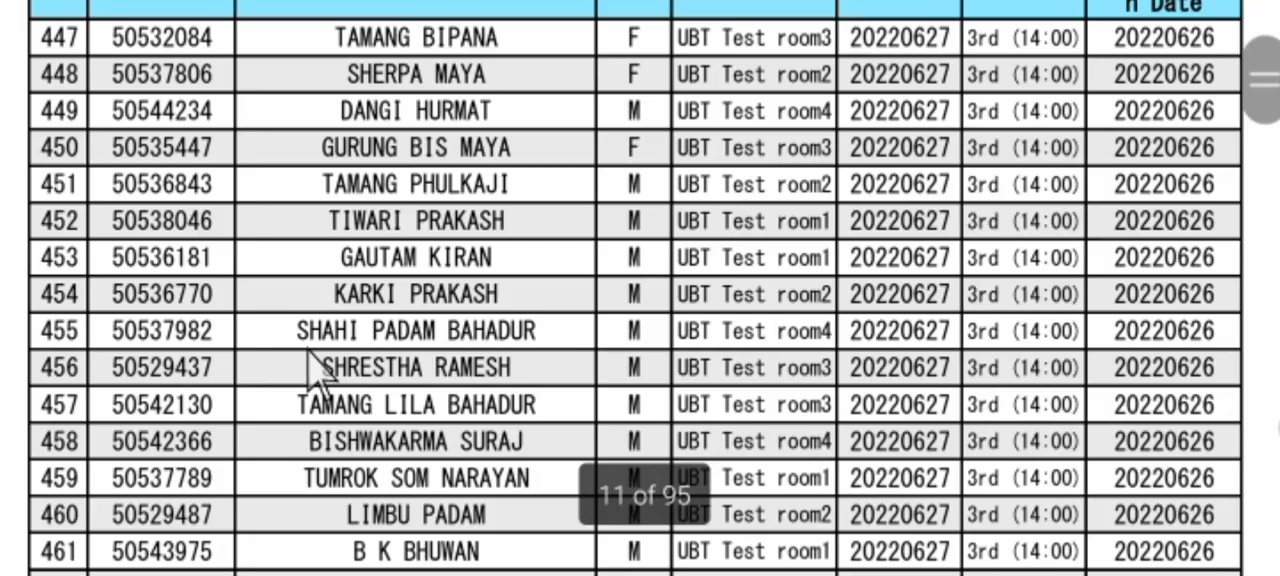 n Date
447 50532084 TAMANG BIPANA F UBT Test room3 20220627 3rd (14:00) 20220626
448 50537806 SHERPA MAYA F UBT Test room2 20220627 3rd (14:00) 20220626
449 50544234 DANGI HURMAT M UBT Test room4 20220627 3rd (14:00) 20220626
450 50535447 GURUNG BIS MAYA F UBT Test room3 20220627 3rd (14:00) 20220626
451 50536843 TAMANG PHULKAJI M UBT Test room2 20220627 3rd (14:00) 20220626
452 50538046 TIWARI PRAKASH M UBT Test room1 20220627 3rd (14:00) 20220626
453 50536181 GAUTAM KIRAN M UBT Test room1 20220627 3rd (14:00) 20220626
454 50536770 KARKI PRAKASH M UBT Test room2 20220627 3rd (14:00) 20220626
455 50537982 SHAHI PADAM BAHADUR M UBT Test room4 20220627 3rd (14:00) 20220626
456 50529437 SHRESTHA RAMESH M UBT Test room3 20220627 3rd (14:00) 20220626
457 50542130 TAMANG LILA BAHADUR M UBT Test room3 20220627 3rd (14:00) 20220626
458 50542366 BISHWAKARMA SURAJ M UBT Test room4 20220627 3rd (14:00) 20220626
459 50537789 TUMROK SOM NARAYAN M UBT Test room1 20220627 3rd (14:00) 20220626
11 of 95
460 50529487 LIMBU PADAM M UBT Test room2 20220627 3rd (14:00) 20220626
461 50543975 B K BHUWAN M UBT Test room1 20220627 3rd (14:00) 20220626